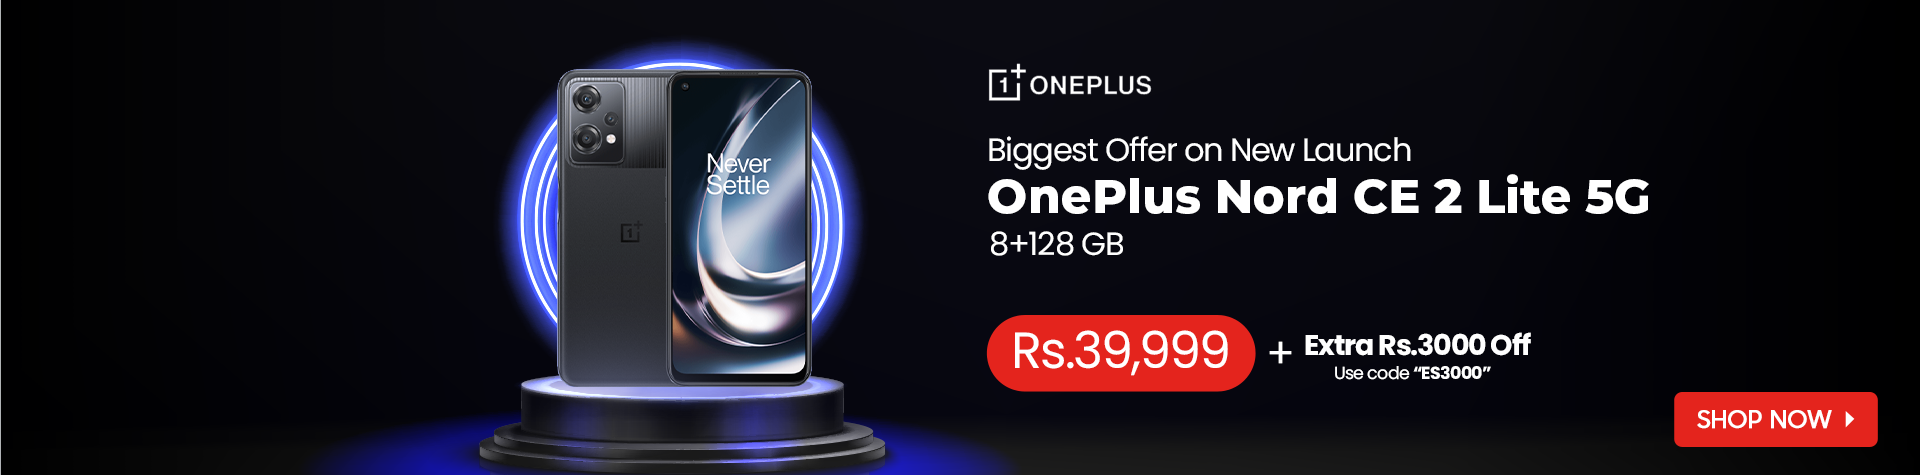 Never
Settle
1+ ONEPLUS
Biggest Offer on New Launch
OnePlus Nord CE 2 Lite 5G
8+128 GB
Rs.39,999 + Extra Rs.3000 Off
Use code “ES3000”
SHOP NOW